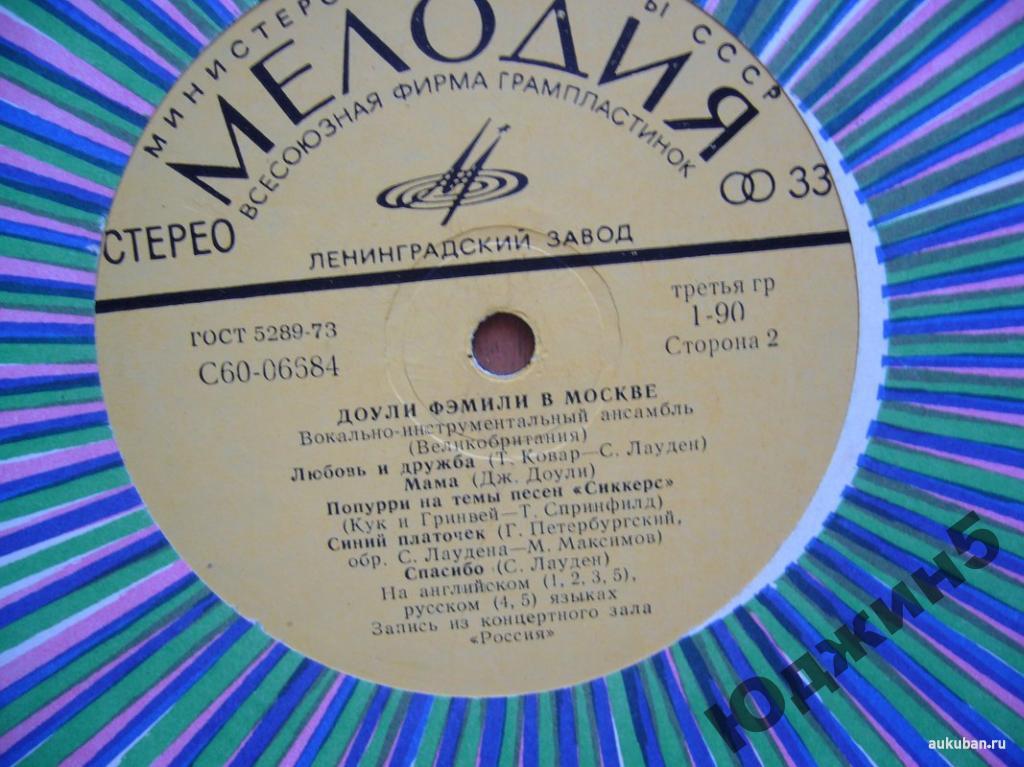 МИНИСТЕРС
Ы СССР
МЕЛОДИЯ
ВСЕСОЮЗНАЯ ФИРМА ГРАМПЛАСТИНОК
СТЕРЕО
33
ЛЕНИНГРАДСКИЙ ЗАВОД
ГОСТ 5289-73
С60-06584
третья гр
1-90
Сторона 2
ДОУЛИ ФЭМИЛИ В МОСКВЕ
Вокально-инструментальный ансамбль
(Великобритания)
Любовь и дружба (Т. Ковар—С. Лауден)
Мама (Дж. Доули)
Попурри на темы песен «Сиккерс»
(Кук и Гринвей—Т. Спринфилд)
Синий платочек (Г. Петербургский,
обр. С. Лаудена—М. Максимов)
Спасибо (С. Лауден)
На английском (1, 2, 3, 5),
русском (4, 5) языках
Запись из концертного зала
«Россия»
Юджин5
aukuban.ru